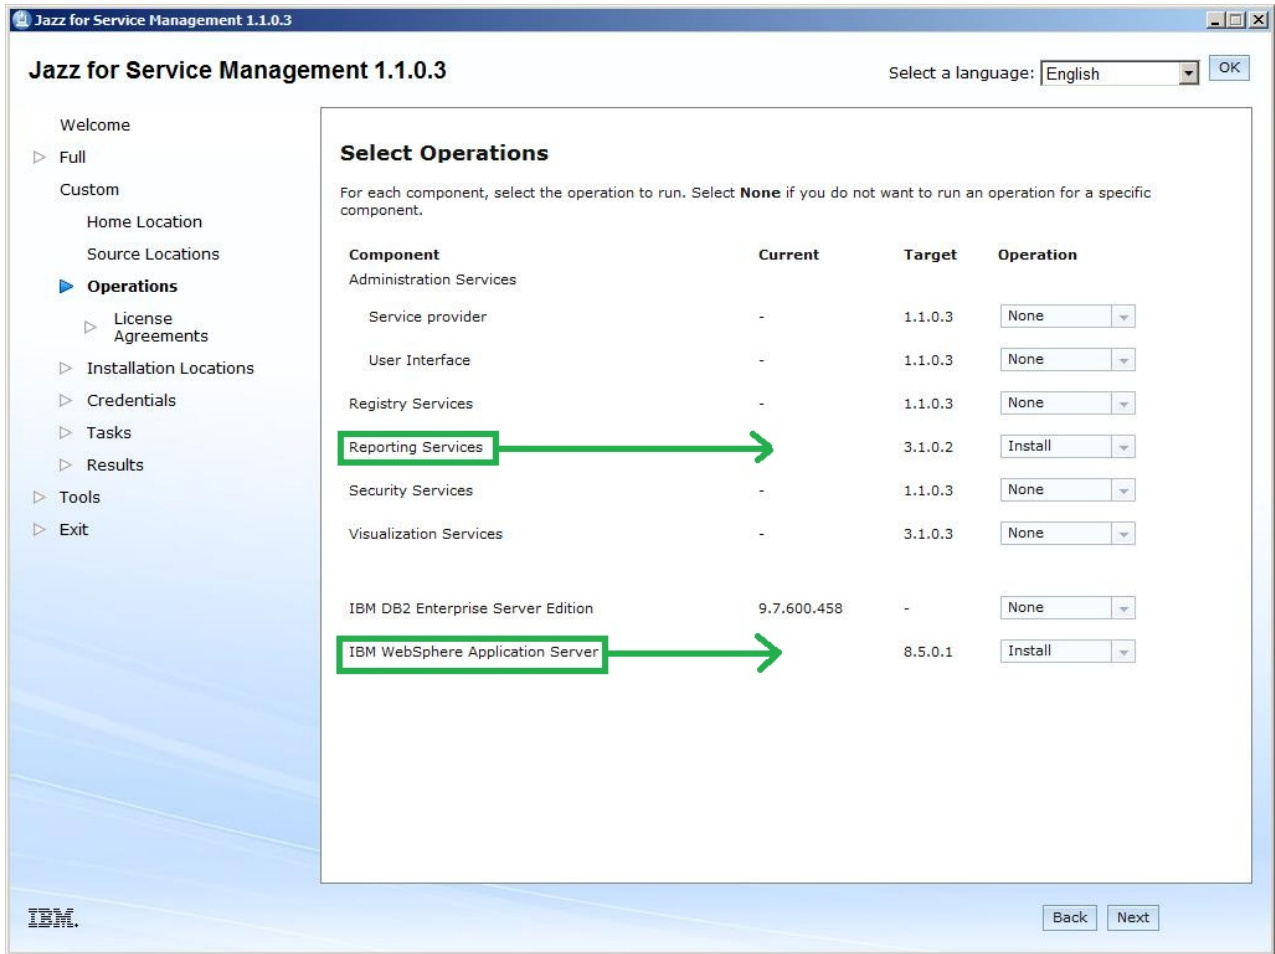 Jazz for Service Management 1.1.0.3
Jazz for Service Management 1.1.0.3
Select a language: English OK
Welcome
Full
Custom
Home Location
Source Locations
Operations
License
Agreements
Installation Locations
Credentials
Tasks
Results
Tools
Exit
Select Operations
For each component, select the operation to run. Select None if you do not want to run an operation for a specific
component.
Component Current Target Operation
Administration Services
Service provider - 1.1.0.3 None
User Interface - 1.1.0.3 None
Registry Services - 1.1.0.3 None
Reporting Services 3.1.0.2 Install
Security Services - 1.1.0.3 None
Visualization Services - 3.1.0.3 None
IBM DB2 Enterprise Server Edition 9.7.600.458 - None
IBM WebSphere Application Server 8.5.0.1 Install
IBM.
Back Next